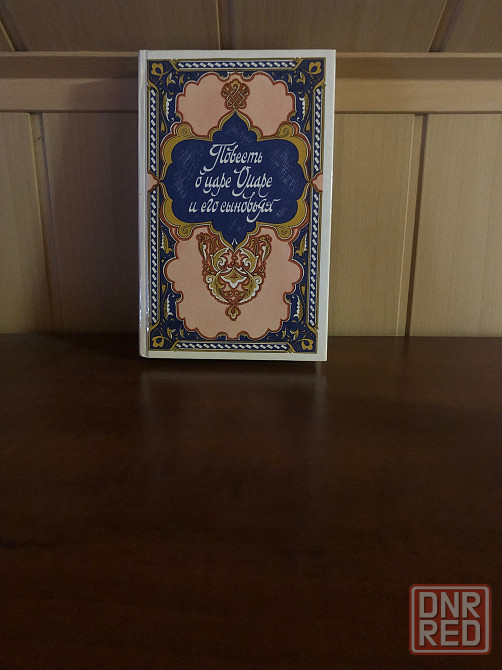 Повесть
о царе Омаре
и его сыновьях
DNR
RED